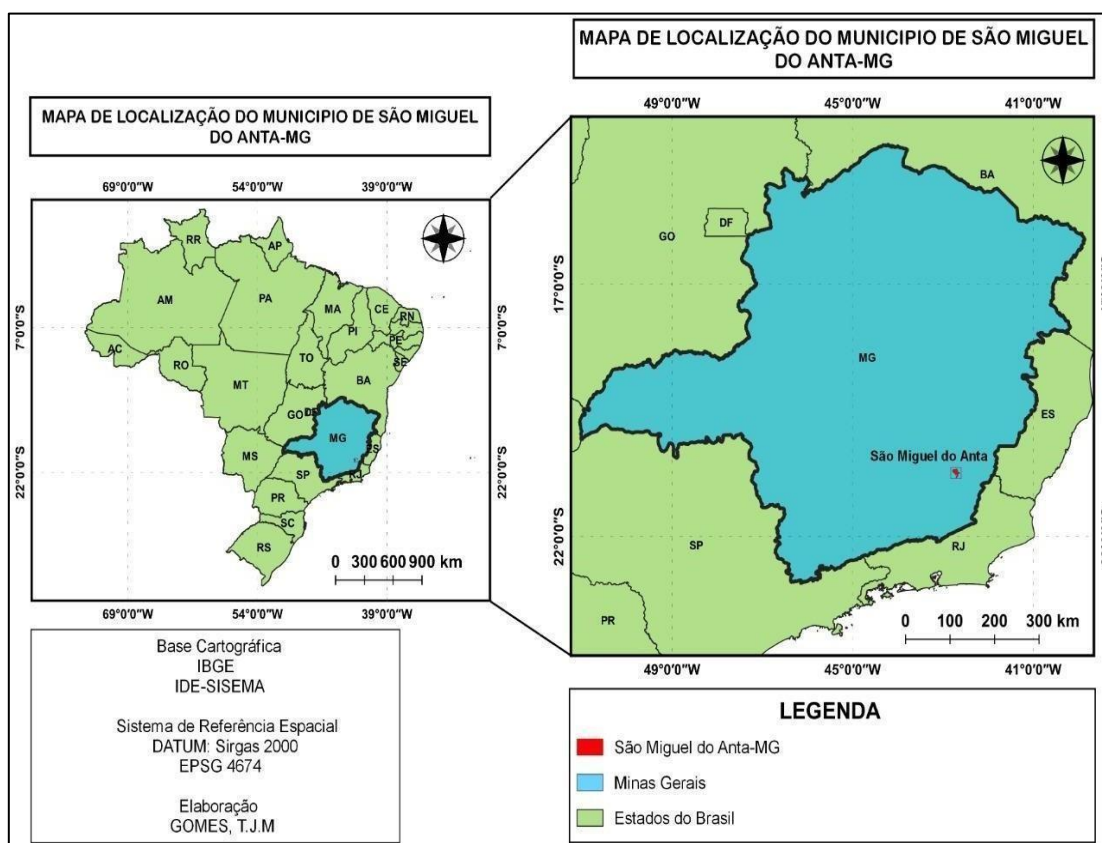 MAPA DE LOCALIZAÇÃO DO MUNICIPIO DE SÃO MIGUEL
DO ANTA-MG
69°0'0"W 54°0'0"W 39°0'0"W
7°0'0"S
22°0'0"S
RR
AP
AM
PA
MA
CE
RN
PI
PE
AC
TO
SE
RO
BA
MT
GO
MG
ES
MS
SP
RJ
PR
SC
RS
7°0'0"S
22°0'0"S
0 300 600 900 km
69°0'0"W 54°0'0"W 39°0'0"W
Base Cartográfica
IBGE
IDE-SISEMA
Sistema de Referência Espacial
DATUM: Sirgas 2000
EPSG 4674
Elaboração
GOMES, T.J.M
MAPA DE LOCALIZAÇÃO DO MUNICIPIO DE SÃO MIGUEL
DO ANTA-MG
49°0'0"W 45°0'0"W 41°0'0"W
17°0'0"S
22°0'0"S
BA
DF
GO
MG
ES
São Miguel do Anta
SP
RJ
PR
0 100 200 300 km
49°0'0"W 45°0'0"W 41°0'0"W
LEGENDA
São Miguel do Anta-MG
Minas Gerais
Estados do Brasil